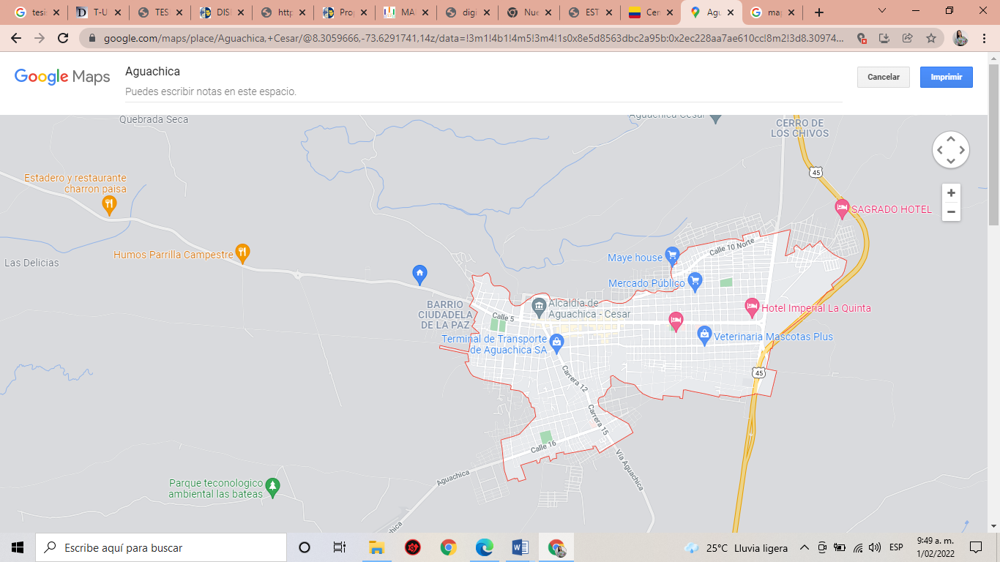 tesi
T-U
TES
DISE
http
Prop
MA
digi
Nue
EST
Cer
Agu
map
google.com/maps/place/Aguachica,+Cesar/@8.3059666,-73.6291741,14z/data=!3m1!4b1!4m5!3m4!1s0x8e5d8563dbc2a95b:0x2ec228aa7ae610cc!8m2!3d8.30974...
Google Maps
Aguachica
Puedes escribir notas en este espacio.
Cancelar
Imprimir
Quebrada Seca
Aguachica Cesar
CERRO DE
LOS CHIVOS
45
Estadero y restaurante
charron paisa
SAGRADO HOTEL
Calle 10 Norte
Humos Parrilla Campestre
Maye house
Las Delicias
Mercado Público
BARRIO
CIUDADELA
DE LA PAZ
Alcaldía de
Aguachica - Cesar
Hotel Imperial La Quinta
Calle 5
Terminal de Transporte
de Aguachica SA
Veterinaria Mascotas Plus
45
Carrera 12
Carrera 15
Calle 16
Vía Aguachica
Aguachica
Parque teconologico
ambiental las bateas
hica
Escribe aquí para buscar
25°C Lluvia ligera
ESP
9:49 a. m.
1/02/2022